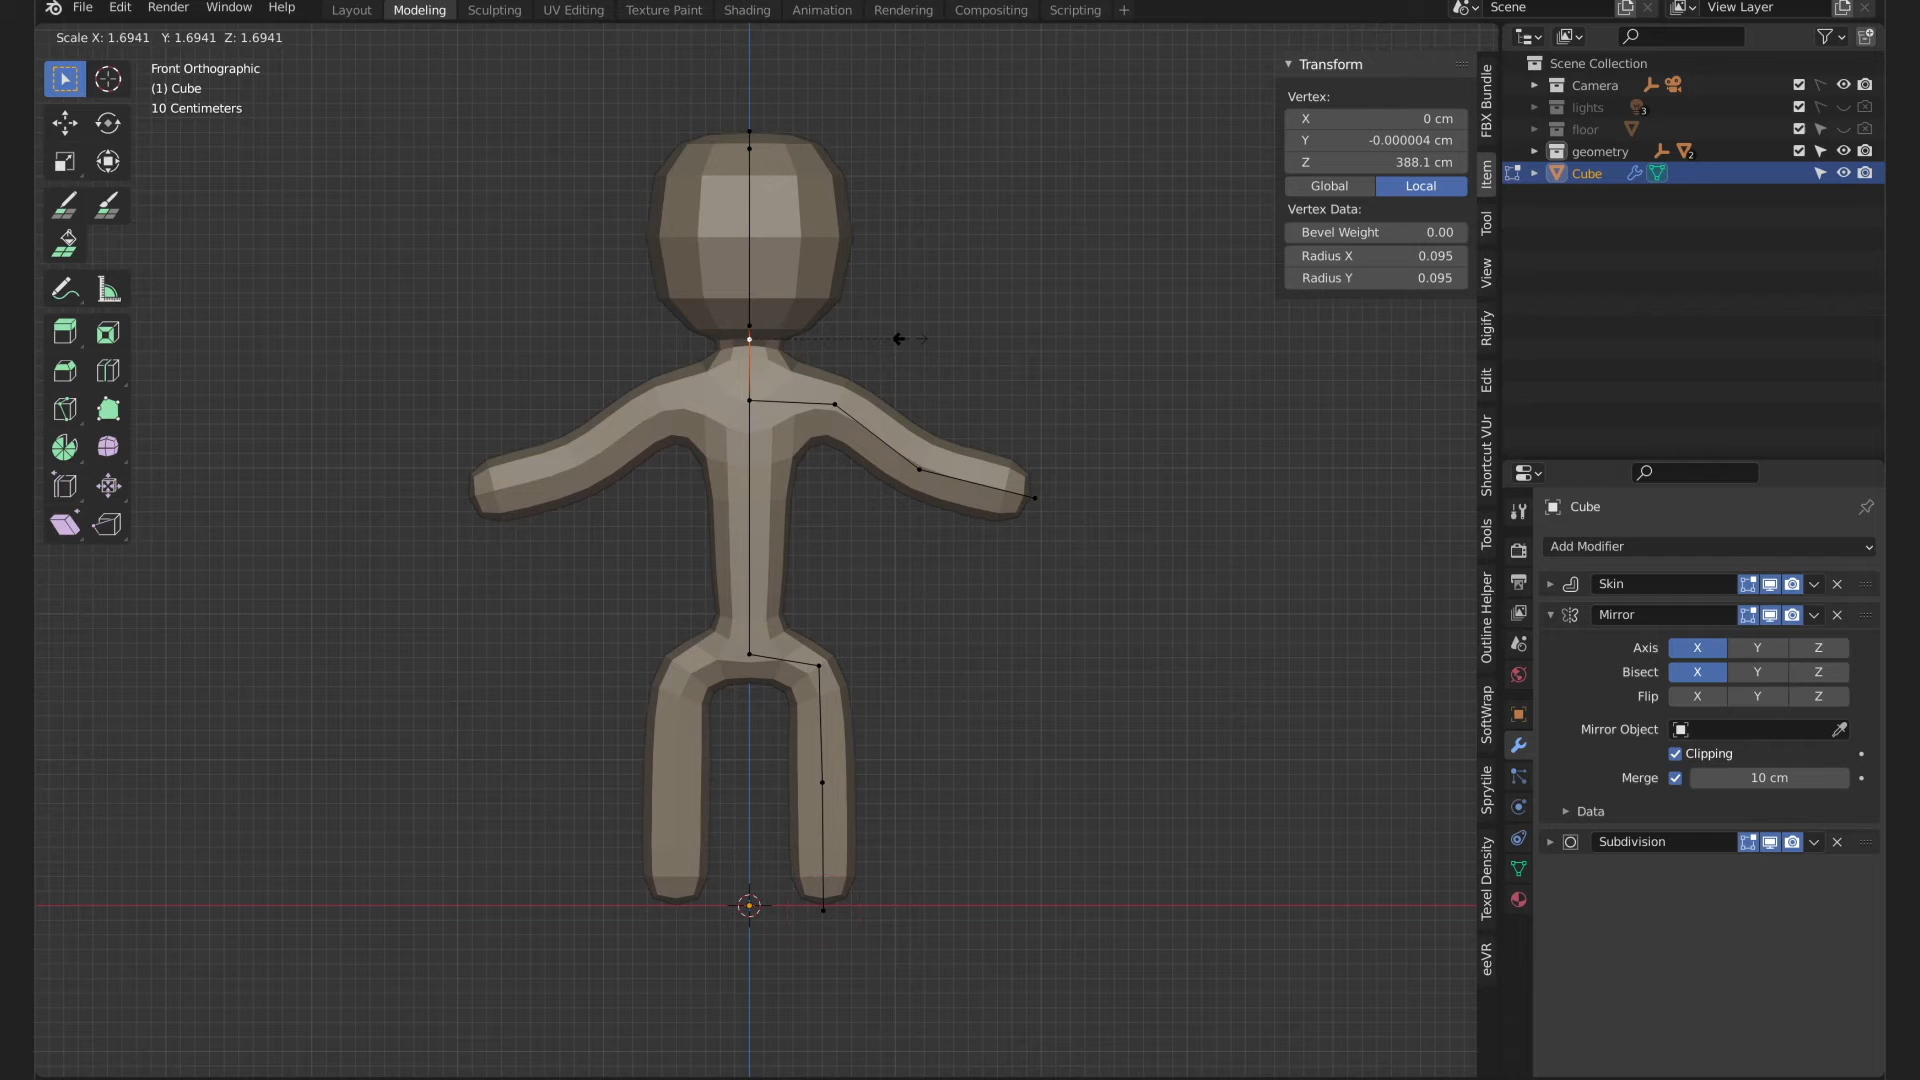 File Edit Render Window Help Layout Modeling Sculpting UV Editing Texture Paint Shading Animation Rendering Compositing Scripting + Scene View Layer
Scale X: 1.6941 Y: 1.6941 Z: 1.6941
Front Orthographic
(1) Cube
10 Centimeters
Transform
Vertex:
X 0 cm
Y -0.000004 cm
Z 388.1 cm
Global Local
Vertex Data:
Bevel Weight 0.00
Radius X 0.095
Radius Y 0.095
FBX Bundle
Item
Tool
View
Rigify
Edit
Shortcut VUr
Tools
Outline Helper
SoftWrap
Sprytile
Texel Density
eeVR
Scene Collection
Camera
lights 3
floor
geometry 2
Cube
Cube
Add Modifier
Skin
Mirror
Axis X Y Z
Bisect X Y Z
Flip X Y Z
Mirror Object
Clipping
Merge 10 cm
Data
Subdivision